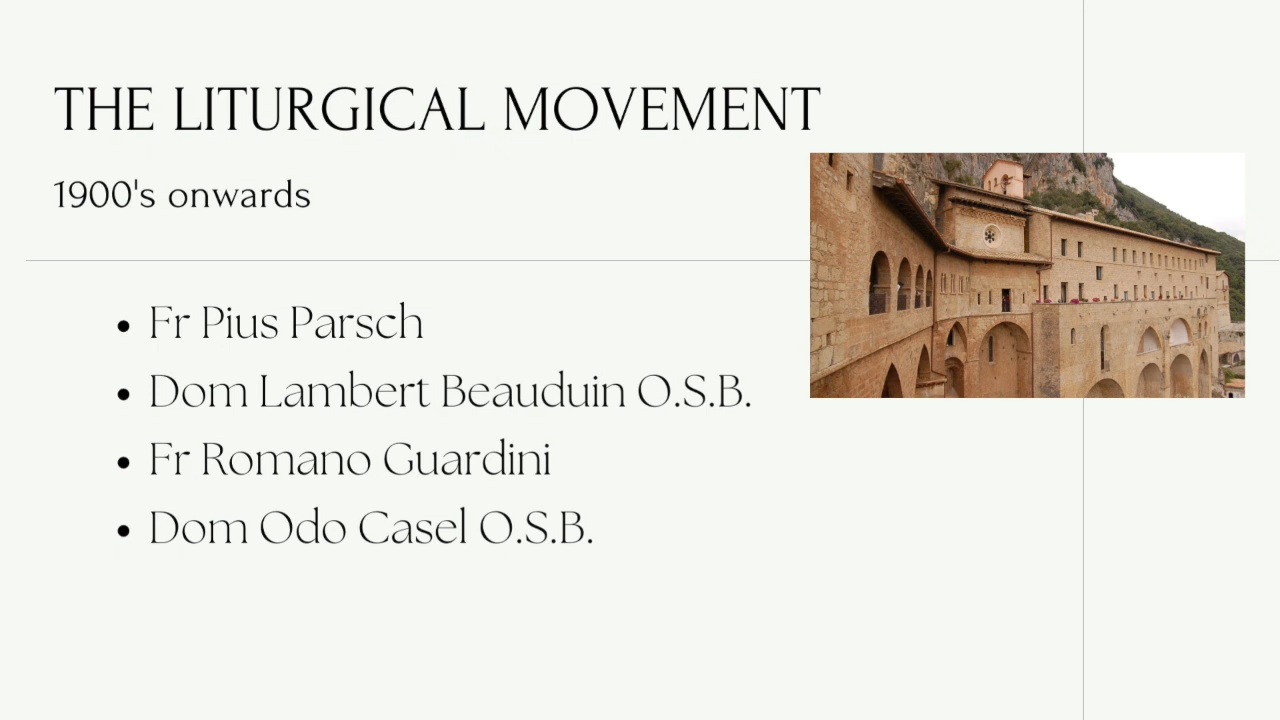 THE LITURGICAL MOVEMENT
1900's onwards
• Fr Pius Parsch
• Dom Lambert Beauduin O.S.B.
• Fr Romano Guardini
• Dom Odo Casel O.S.B.